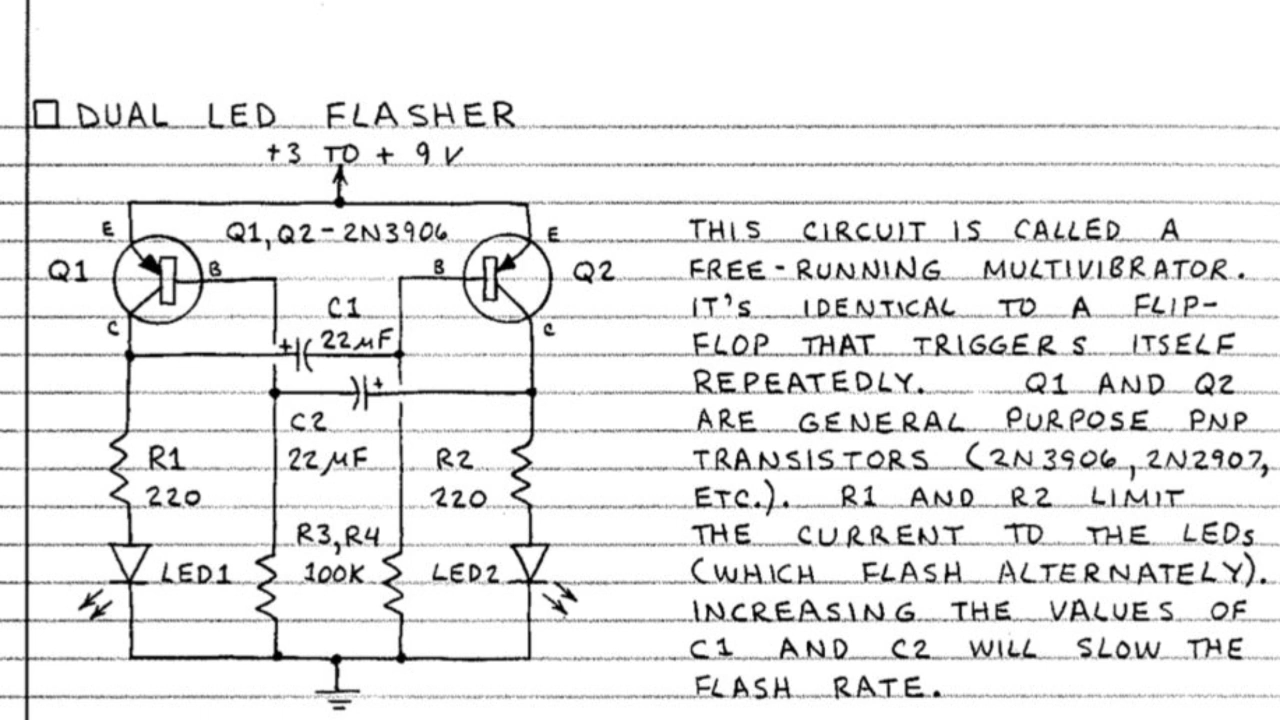 DUAL LED FLASHER
+3 TO + 9 V
E
Q1, Q2 - 2N3906
E
Q1
B
B
Q2
C
C1
22µF
C
+
+
C2
22µF
R1
220
R2
220
R3, R4
100K
LED1
LED2
THIS CIRCUIT IS CALLED A
FREE-RUNNING MULTIVIBRATOR.
IT'S IDENTICAL TO A FLIP-
FLOP THAT TRIGGERS ITSELF
REPEATEDLY. Q1 AND Q2
ARE GENERAL PURPOSE PNP
TRANSISTORS (2N3906, 2N2907,
ETC.). R1 AND R2 LIMIT
THE CURRENT TO THE LEDs
(WHICH FLASH ALTERNATELY).
INCREASING THE VALUES OF
C1 AND C2 WILL SLOW THE
FLASH RATE.